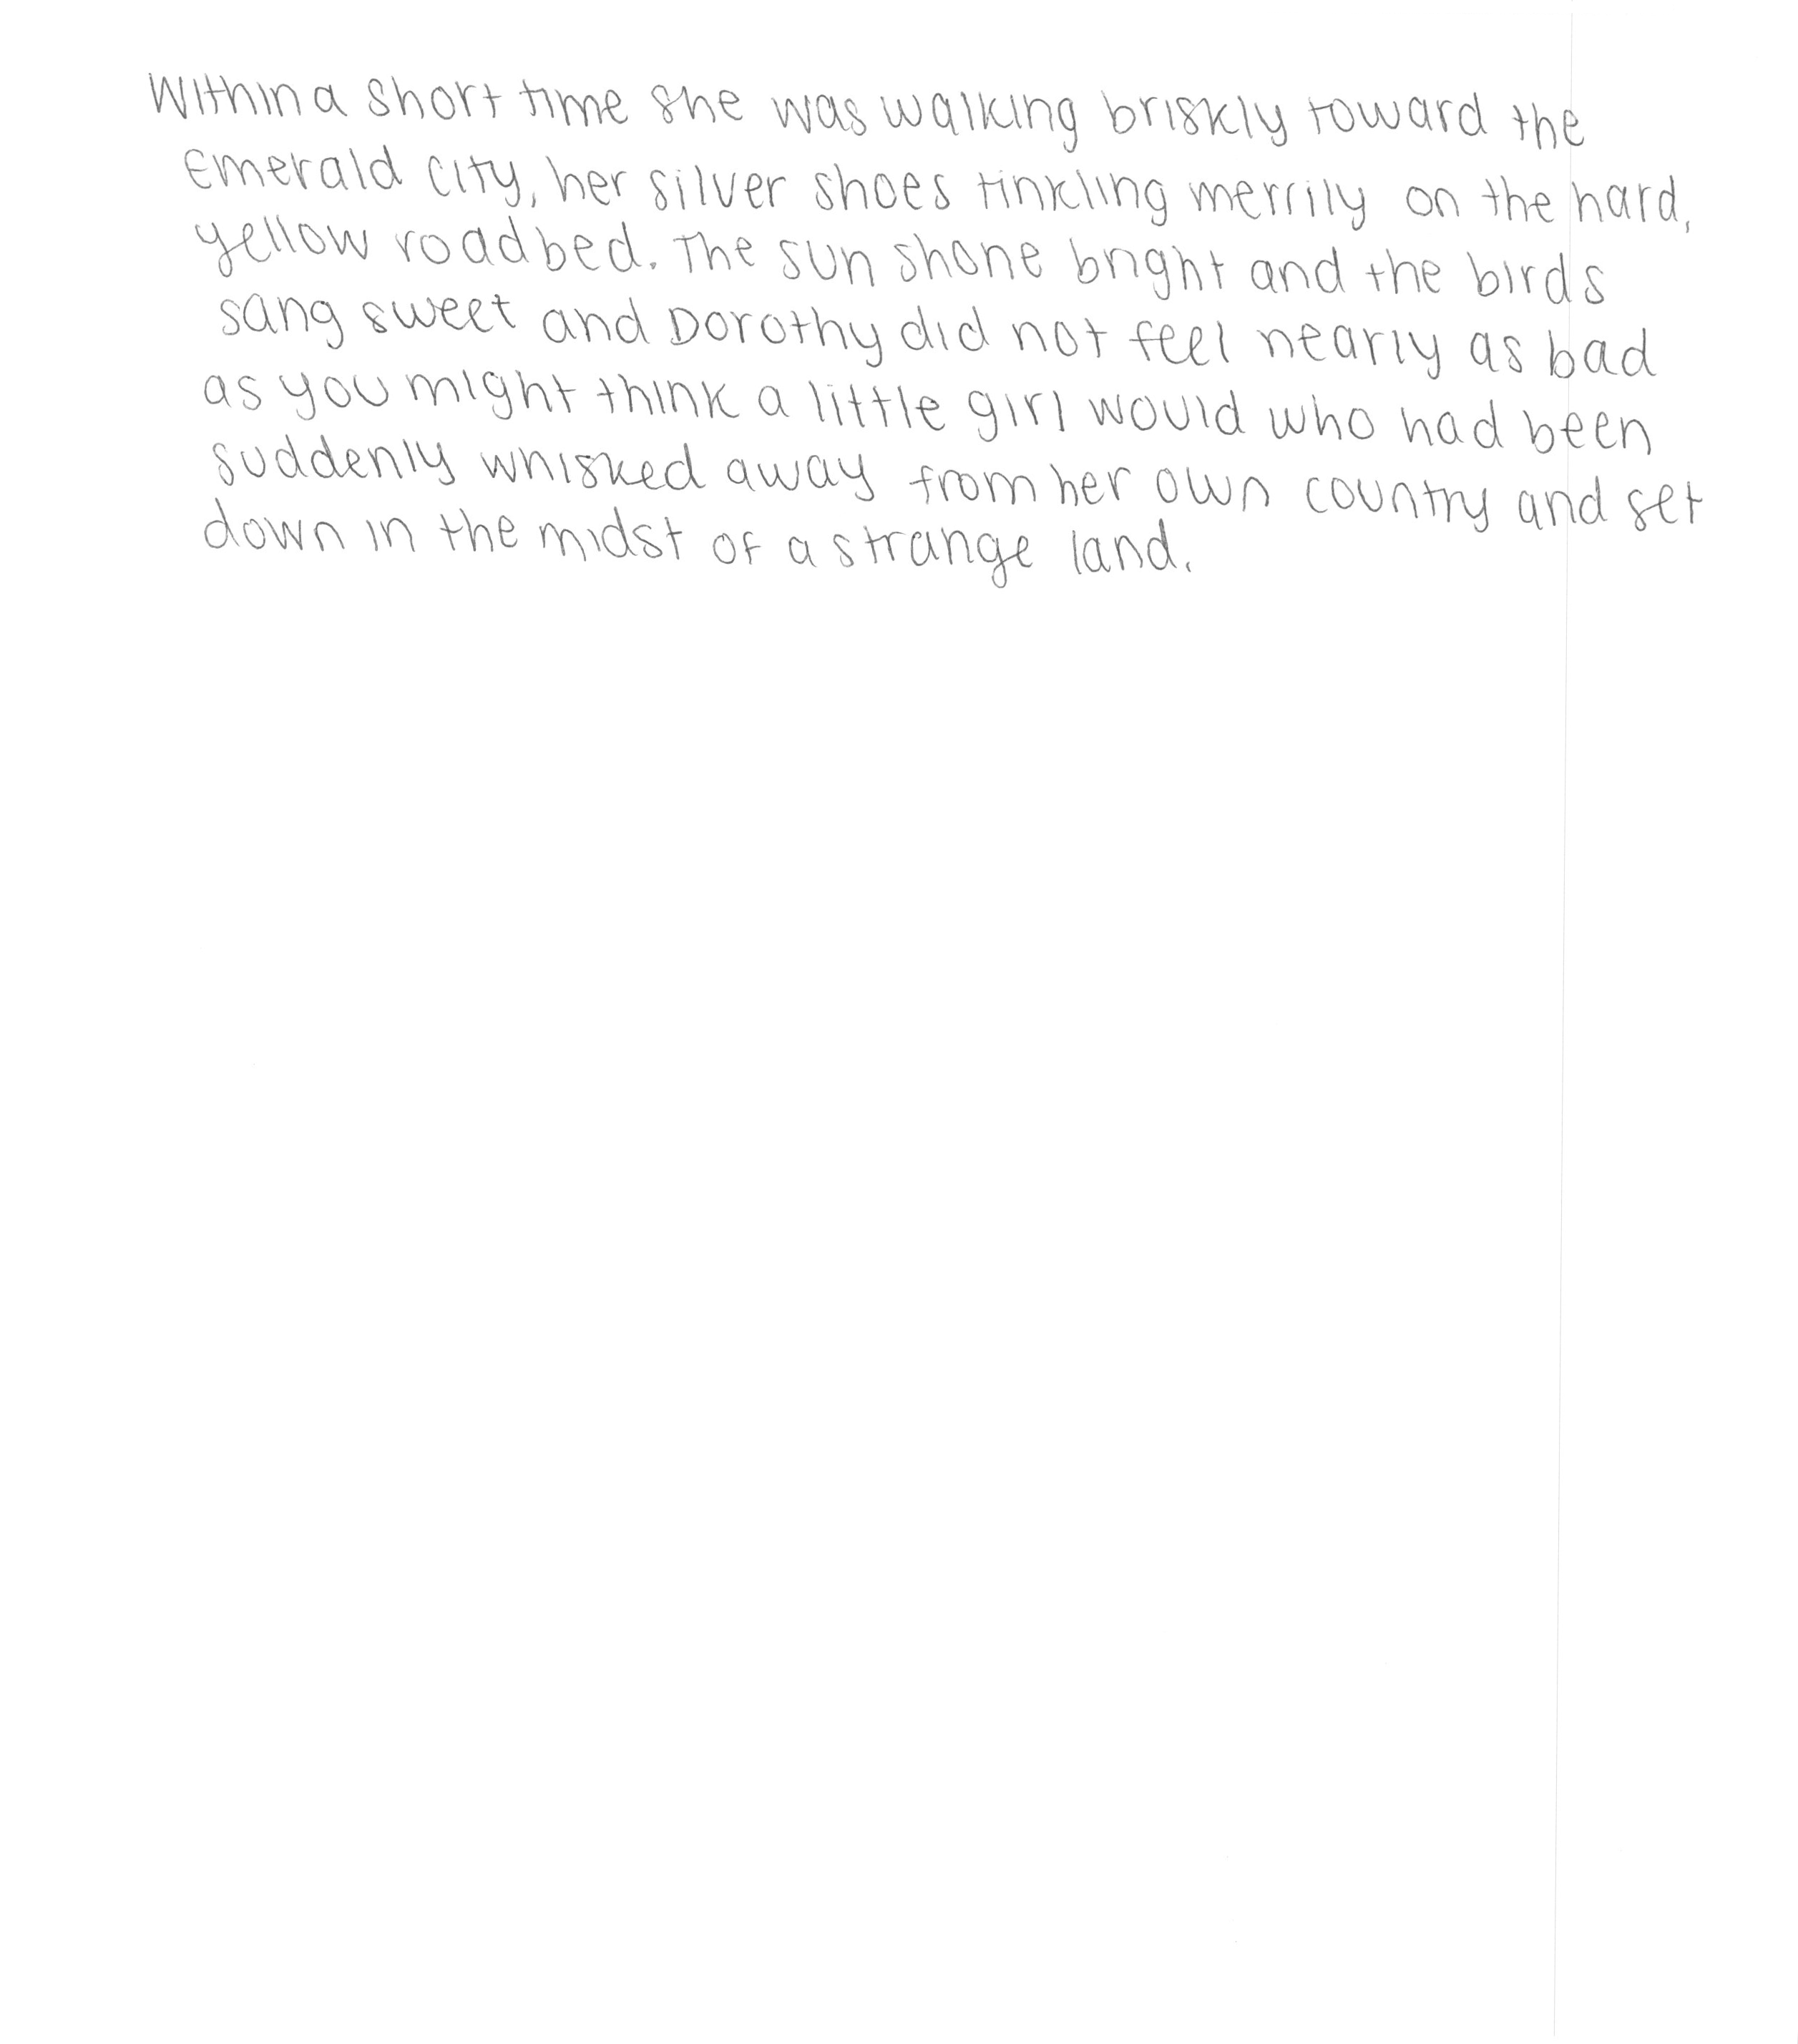 Within a short time she was walking briskly toward the
Emerald City, her silver shoes tinkling merrily on the hard,
yellow roadbed. The sun shone bright and the birds
sang sweet and Dorothy did not feel nearly as bad
as you might think a little girl would who had been
suddenly whisked away from her own country and set
down in the midst of a strange land.